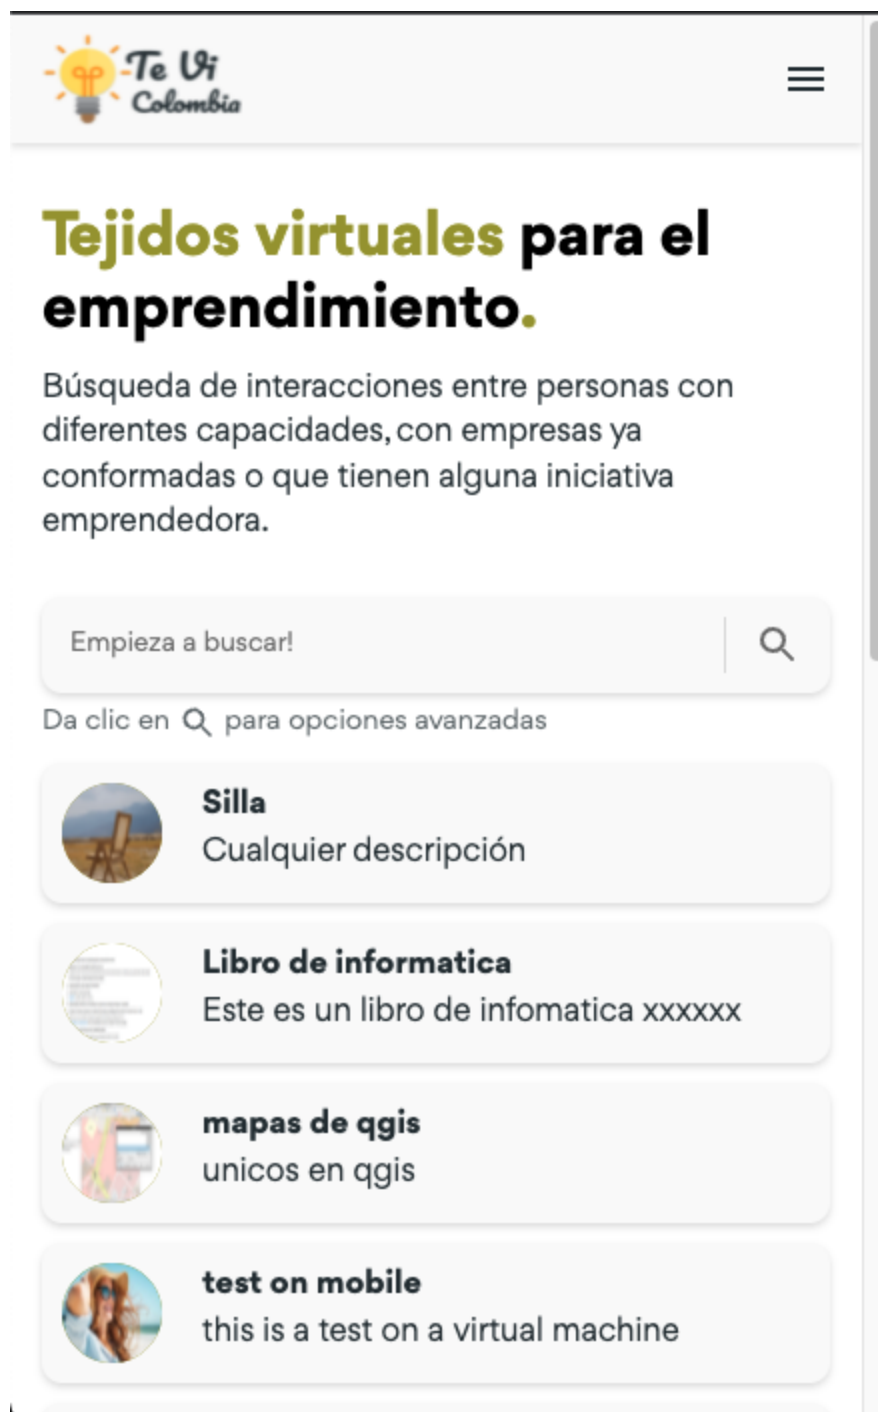 Te Vi
Colombia
Tejidos virtuales para el
emprendimiento.
Búsqueda de interacciones entre personas con
diferentes capacidades, con empresas ya
conformadas o que tienen alguna iniciativa
emprendedora.
Empieza a buscar!
Da clic en para opciones avanzadas
Silla
Cualquier descripción
Libro de informatica
Este es un libro de infomatica xxxxxx
mapas de qgis
unicos en qgis
test on mobile
this is a test on a virtual machine